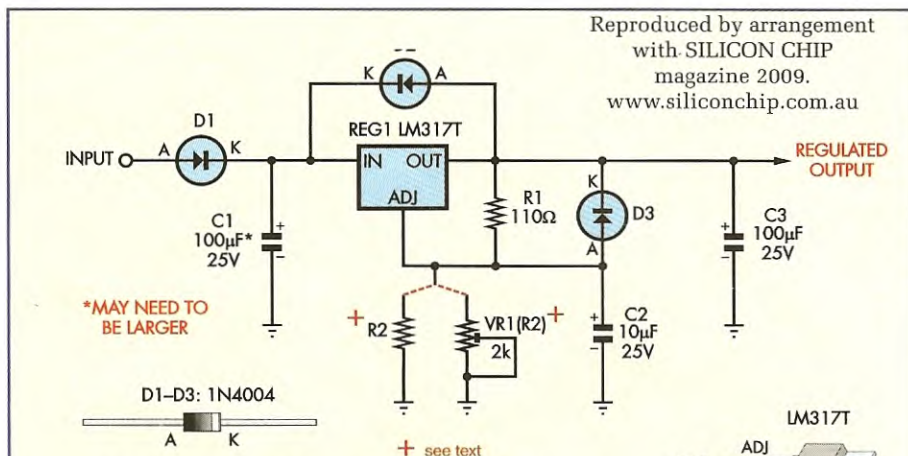 Reproduced by arrangement
with SILICON CHIP
magazine 2009.
www.siliconchip.com.au
K
A
D1
REG1 LM317T
INPUT
A
K
IN
OUT
REGULATED
OUTPUT
ADJ
R1
110Ω
K
D3
A
C1
100µF*
25V
+
–
C3
100µF
25V
+
–
*MAY NEED TO
BE LARGER
+
R2
VR1(R2)
2k
+
C2
10µF
25V
+
–
D1–D3: 1N4004
A
K
+ see text
LM317T
ADJ